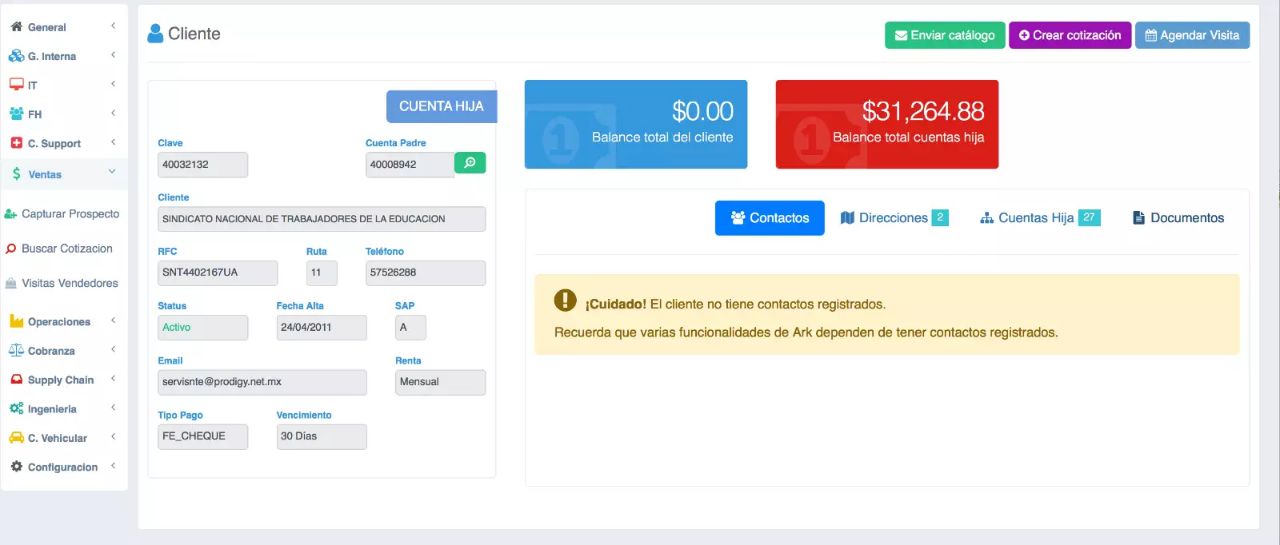 General
G. Interna
IT
FH
C. Support
Ventas
Capturar Prospecto
Buscar Cotizacion
Visitas Vendedores
Operaciones
Cobranza
Supply Chain
Ingenieria
C. Vehicular
Configuracion
Cliente
Enviar catálogo
Crear cotización
Agendar Visita
CUENTA HIJA
Clave Cuenta Padre
40032132 40008942
Cliente
SINDICATO NACIONAL DE TRABAJADORES DE LA EDUCACION
RFC Ruta Teléfono
SNT4402167UA 11 57526288
Status Fecha Alta SAP
Activo 24/04/2011 A
Email Renta
servisnte@prodigy.net.mx Mensual
Tipo Pago Vencimiento
FE_CHEQUE 30 Días
$0.00
Balance total del cliente
$31,264.88
Balance total cuentas hija
Contactos Direcciones 2 Cuentas Hija 27 Documentos
¡Cuidado! El cliente no tiene contactos registrados.
Recuerda que varias funcionalidades de Ark dependen de tener contactos registrados.